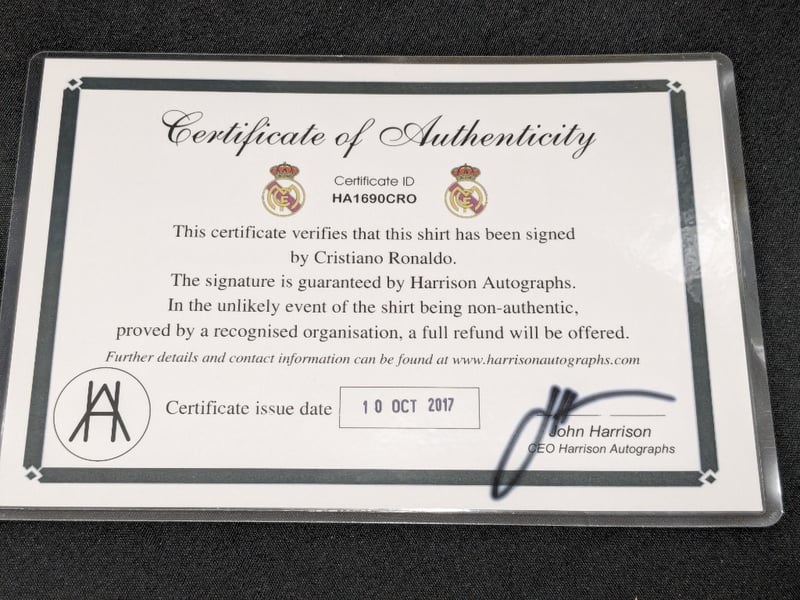 Certificate of Authenticity
Certificate ID
HA1690CRO
This certificate verifies that this shirt has been signed
by Cristiano Ronaldo.
The signature is guaranteed by Harrison Autographs.
In the unlikely event of the shirt being non-authentic,
proved by a recognised organisation, a full refund will be offered.
Further details and contact information can be found at www.harrisonautographs.com
Certificate issue date
10 OCT 2017
John Harrison
CEO Harrison Autographs